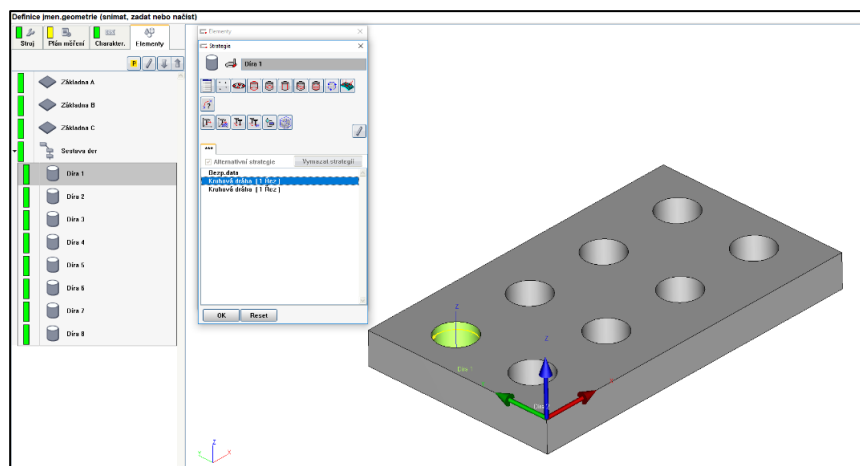 Definice jmen.geometrie (snímat, zadat nebo načíst)
Stroj
Plán měření
Charakter.
Elementy
Základna A
Základna B
Základna C
Sestava děr
Díra 1
Díra 2
Díra 3
Díra 4
Díra 5
Díra 6
Díra 7
Díra 8
Elementy
Strategie
Díra 1
Alternativní strategie
Vymazat strategii
Bezp.data
Kruhová dráha ( 1 Řez )
Kruhová dráha ( 1 Řez )
OK
Reset
Z
Díra 1
Z
X
Z
Y
X